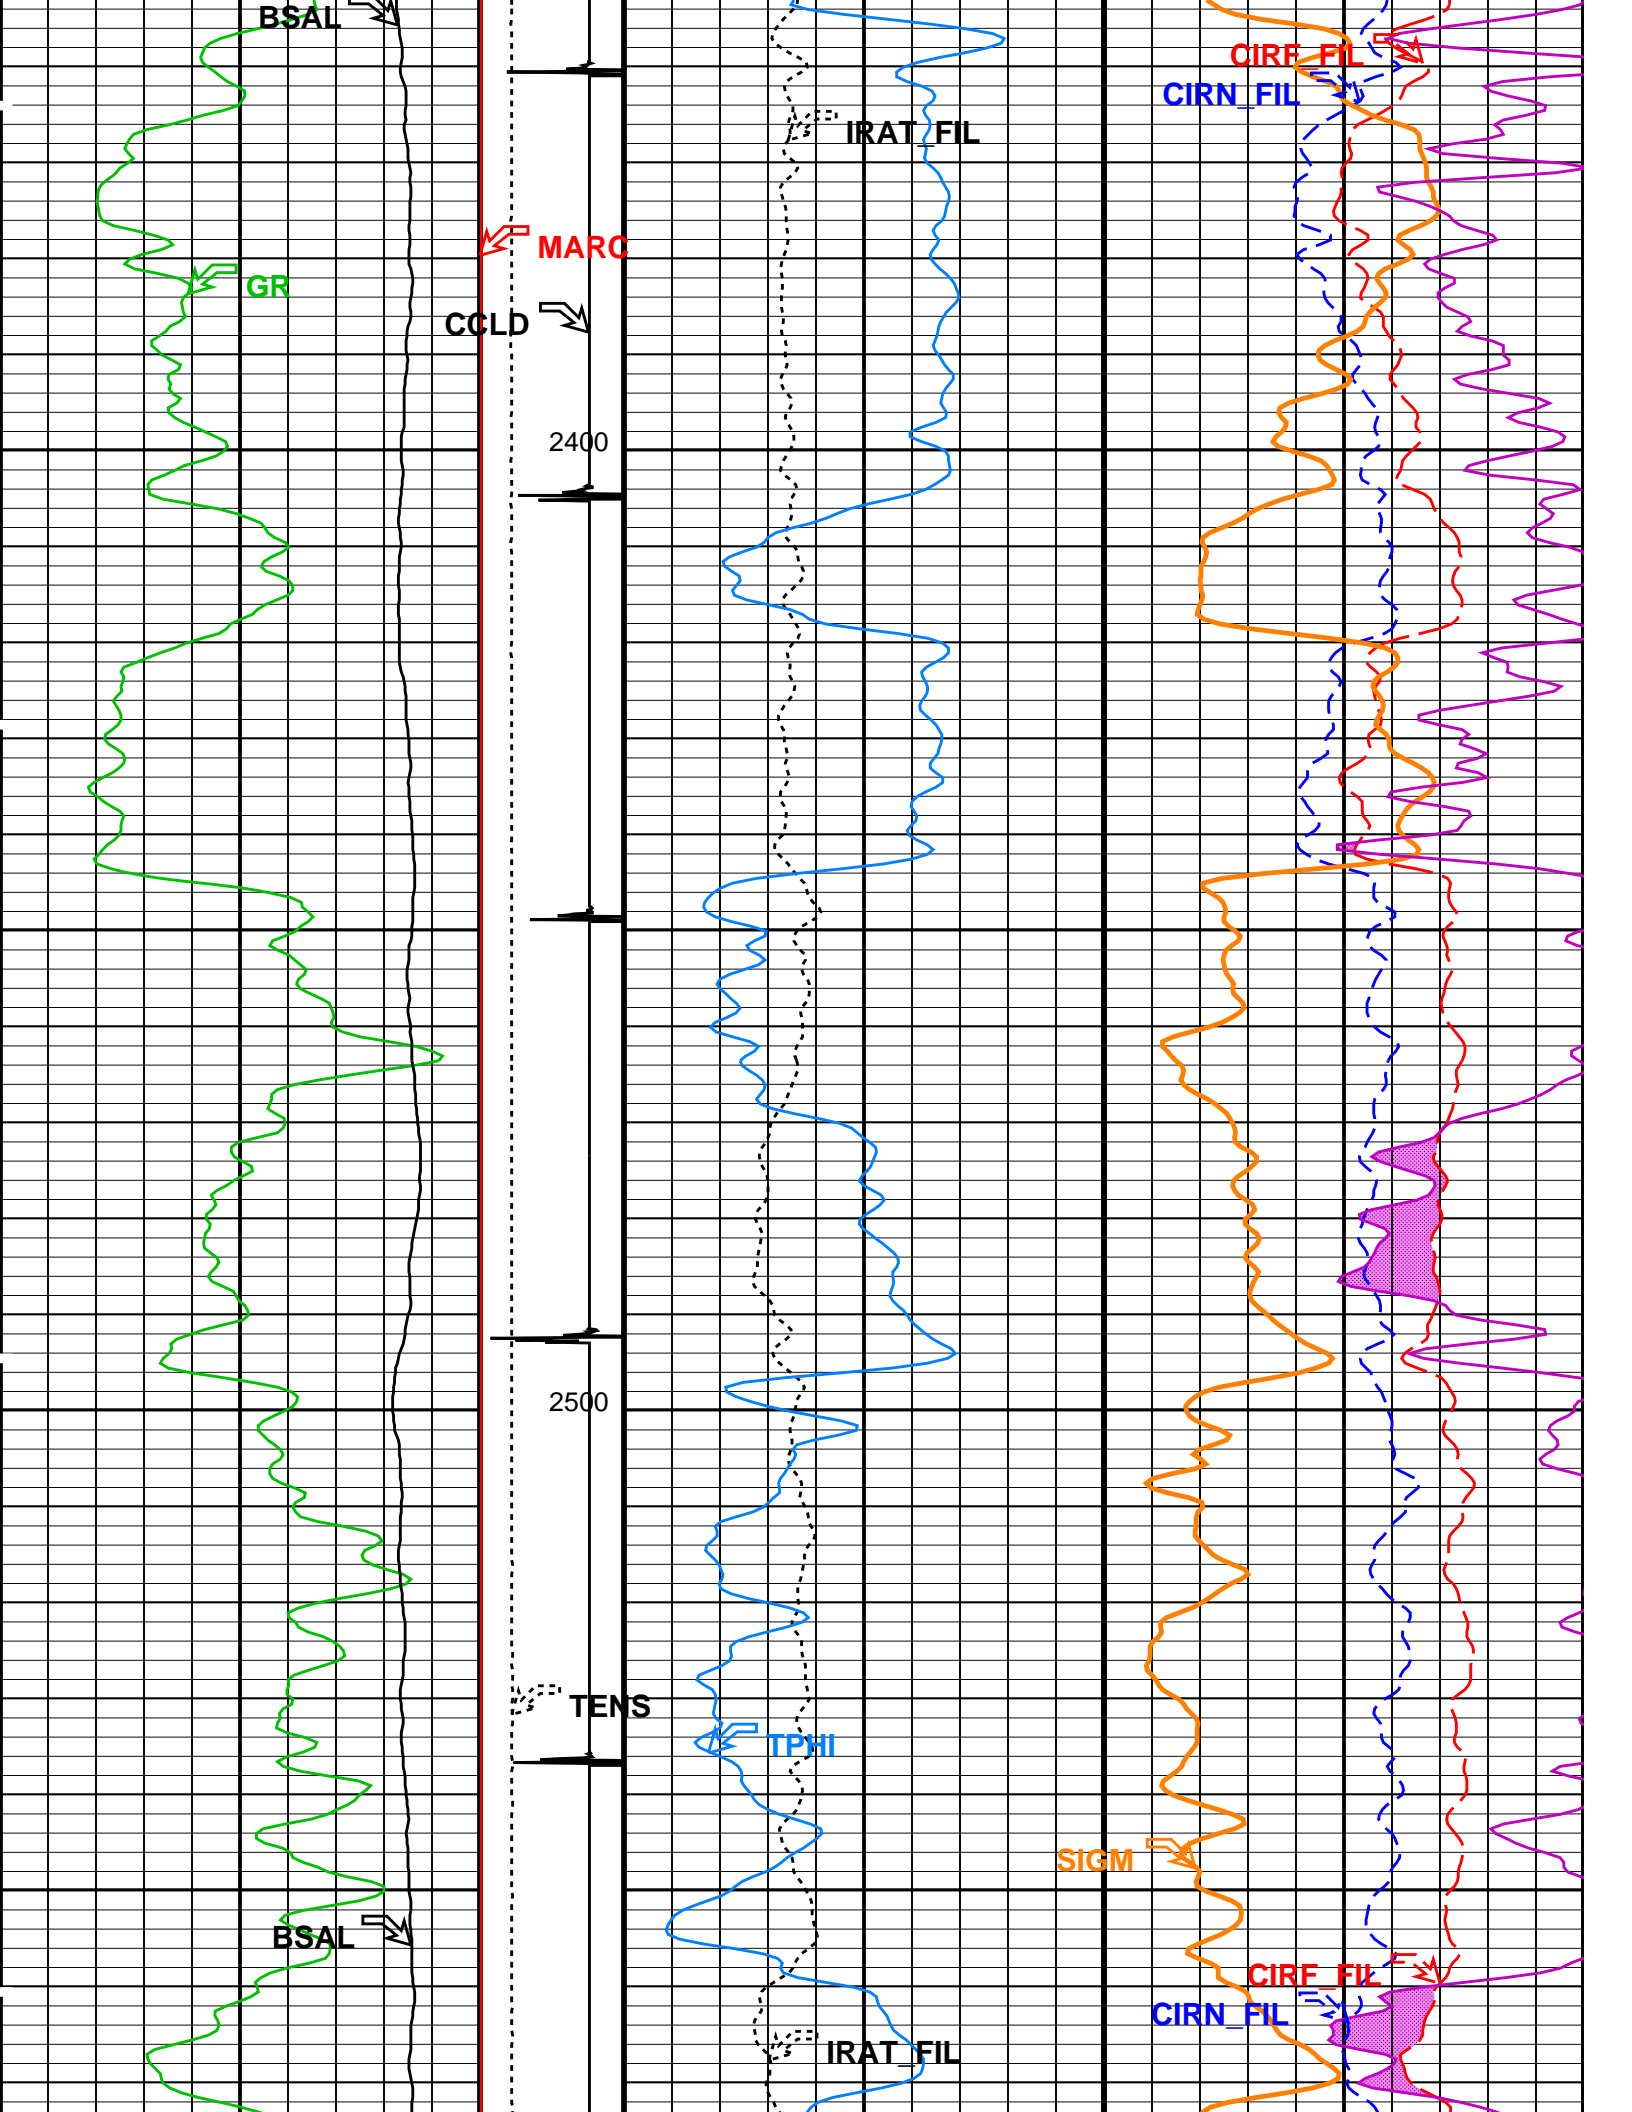 BSAL
CIRF_FIL
CIRN_FIL
IRAT_FIL
MARC
GR
CCLD
2400
2500
TENS
TPHI
SIGM
BSAL
CIRF_FIL
CIRN_FIL
IRAT_FIL